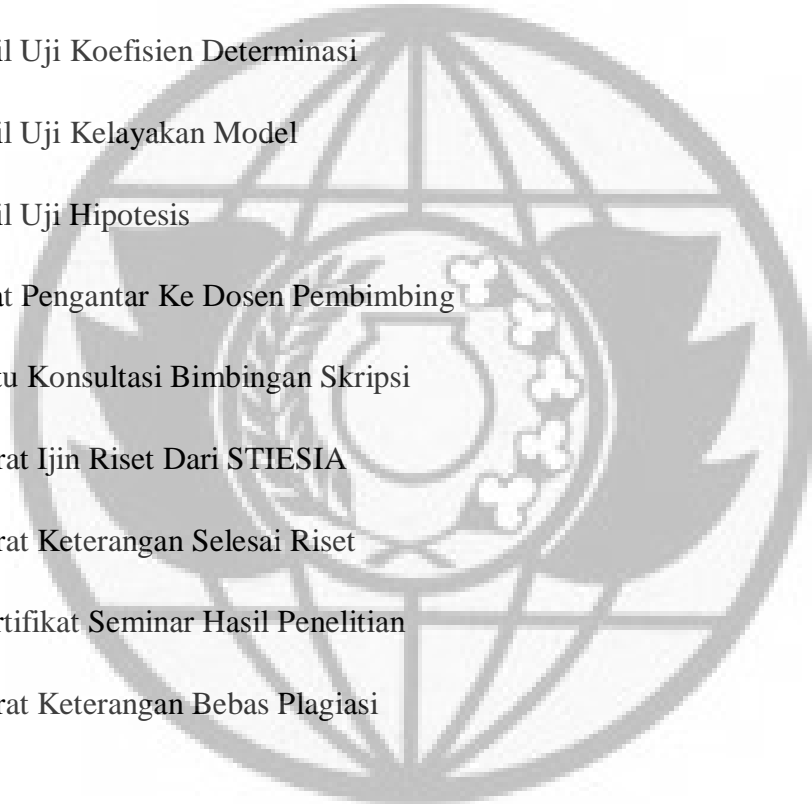 il Uji Koefisien Determinasi
il Uji Kelayakan Model
il Uji Hipotesis
at Pengantar Ke Dosen Pembimbing
tu Konsultasi Bimbingan Skripsi
rat Ijin Riset Dari STIESIA
rat Keterangan Selesai Riset
rtifikat Seminar Hasil Penelitian
rat Keterangan Bebas Plagiasi